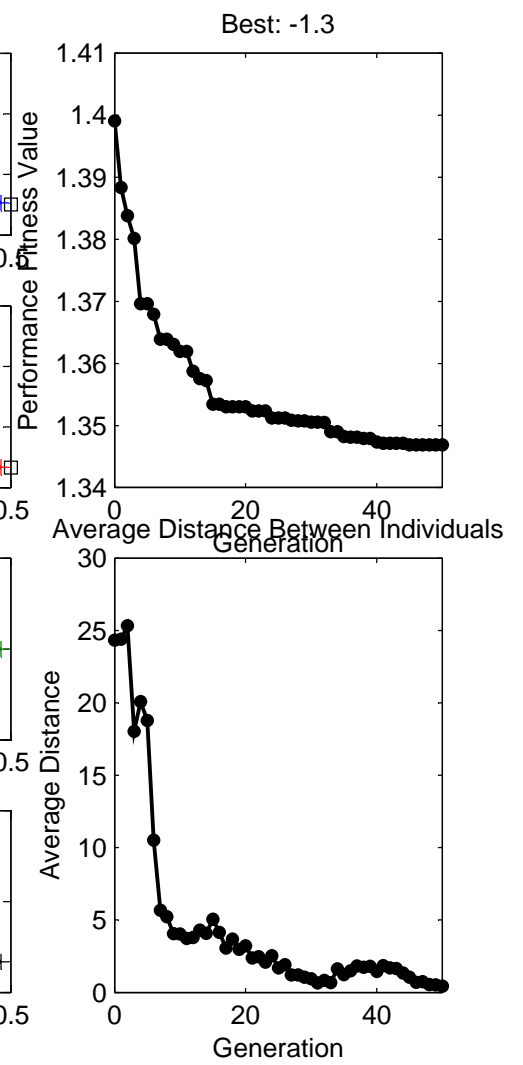 Best: -1.3
1.41
1.4
1.39
1.38
1.37
1.36
1.35
1.34
Performance Fitness Value
0 20 40
Generation
0.5
0.5
0.5
0.5
Average Distance Between Individuals
30
25
20
15
10
5
0
Average Distance
0 20 40
Generation